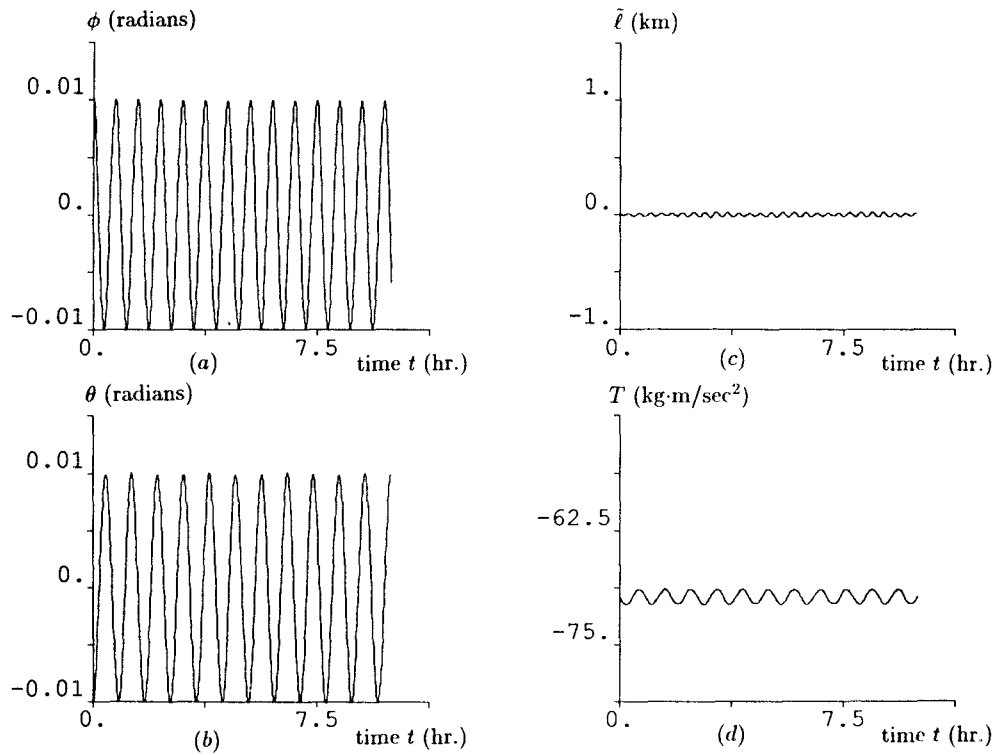 ϕ (radians)
0.01
0.
-0.01
0.
7.5
(a)
time t (hr.)
ℓ̃ (km)
1.
0.
-1.
0.
7.5
(c)
time t (hr.)
θ (radians)
0.01
0.
-0.01
0.
7.5
(b)
time t (hr.)
T (kg·m/sec²)
-62.5
-75.
0.
7.5
(d)
time t (hr.)